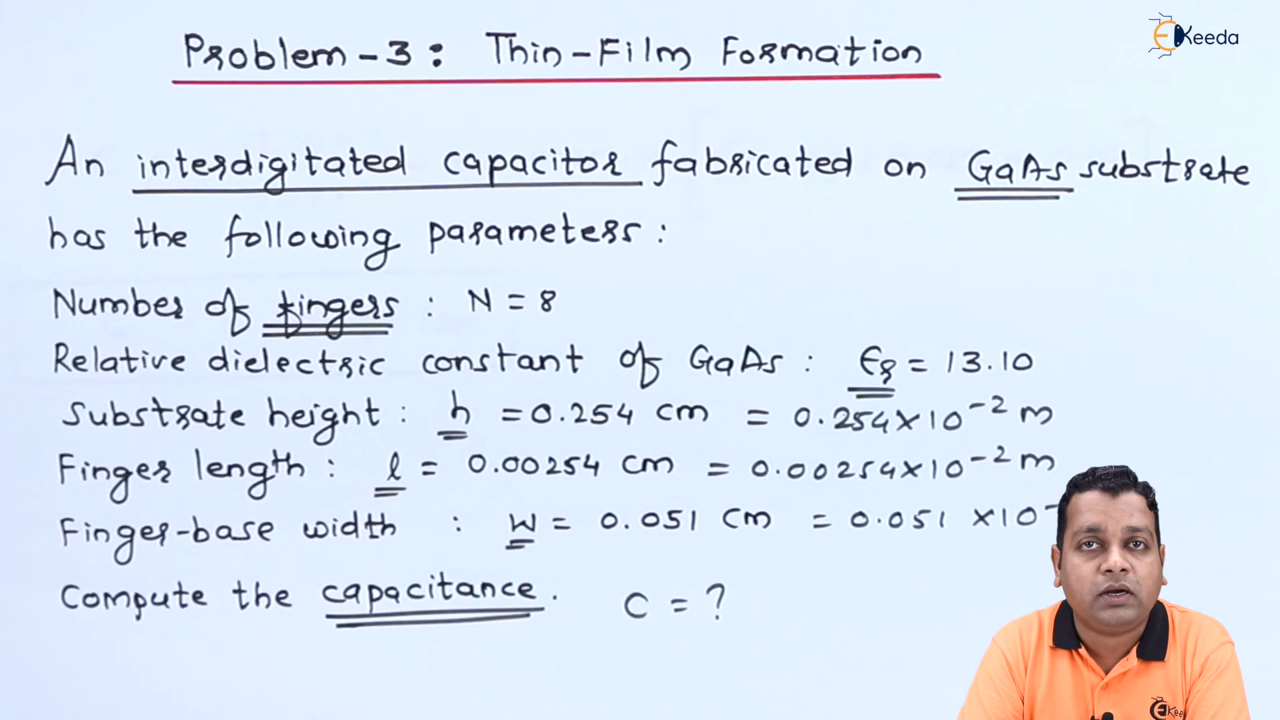 Problem-3: Thin-Film Formation
EKeeda
An interdigitated capacitor fabricated on GaAs substrate
has the following parameters:
Number of fingers : N = 8
Relative dielectric constant of GaAs : εr = 13.10
Substrate height : h = 0.254 cm = 0.254×10⁻² m
Finger length : l = 0.00254 cm = 0.00254×10⁻² m
Finger-base width : W = 0.051 cm = 0.051 ×10⁻
Compute the capacitance. C = ?